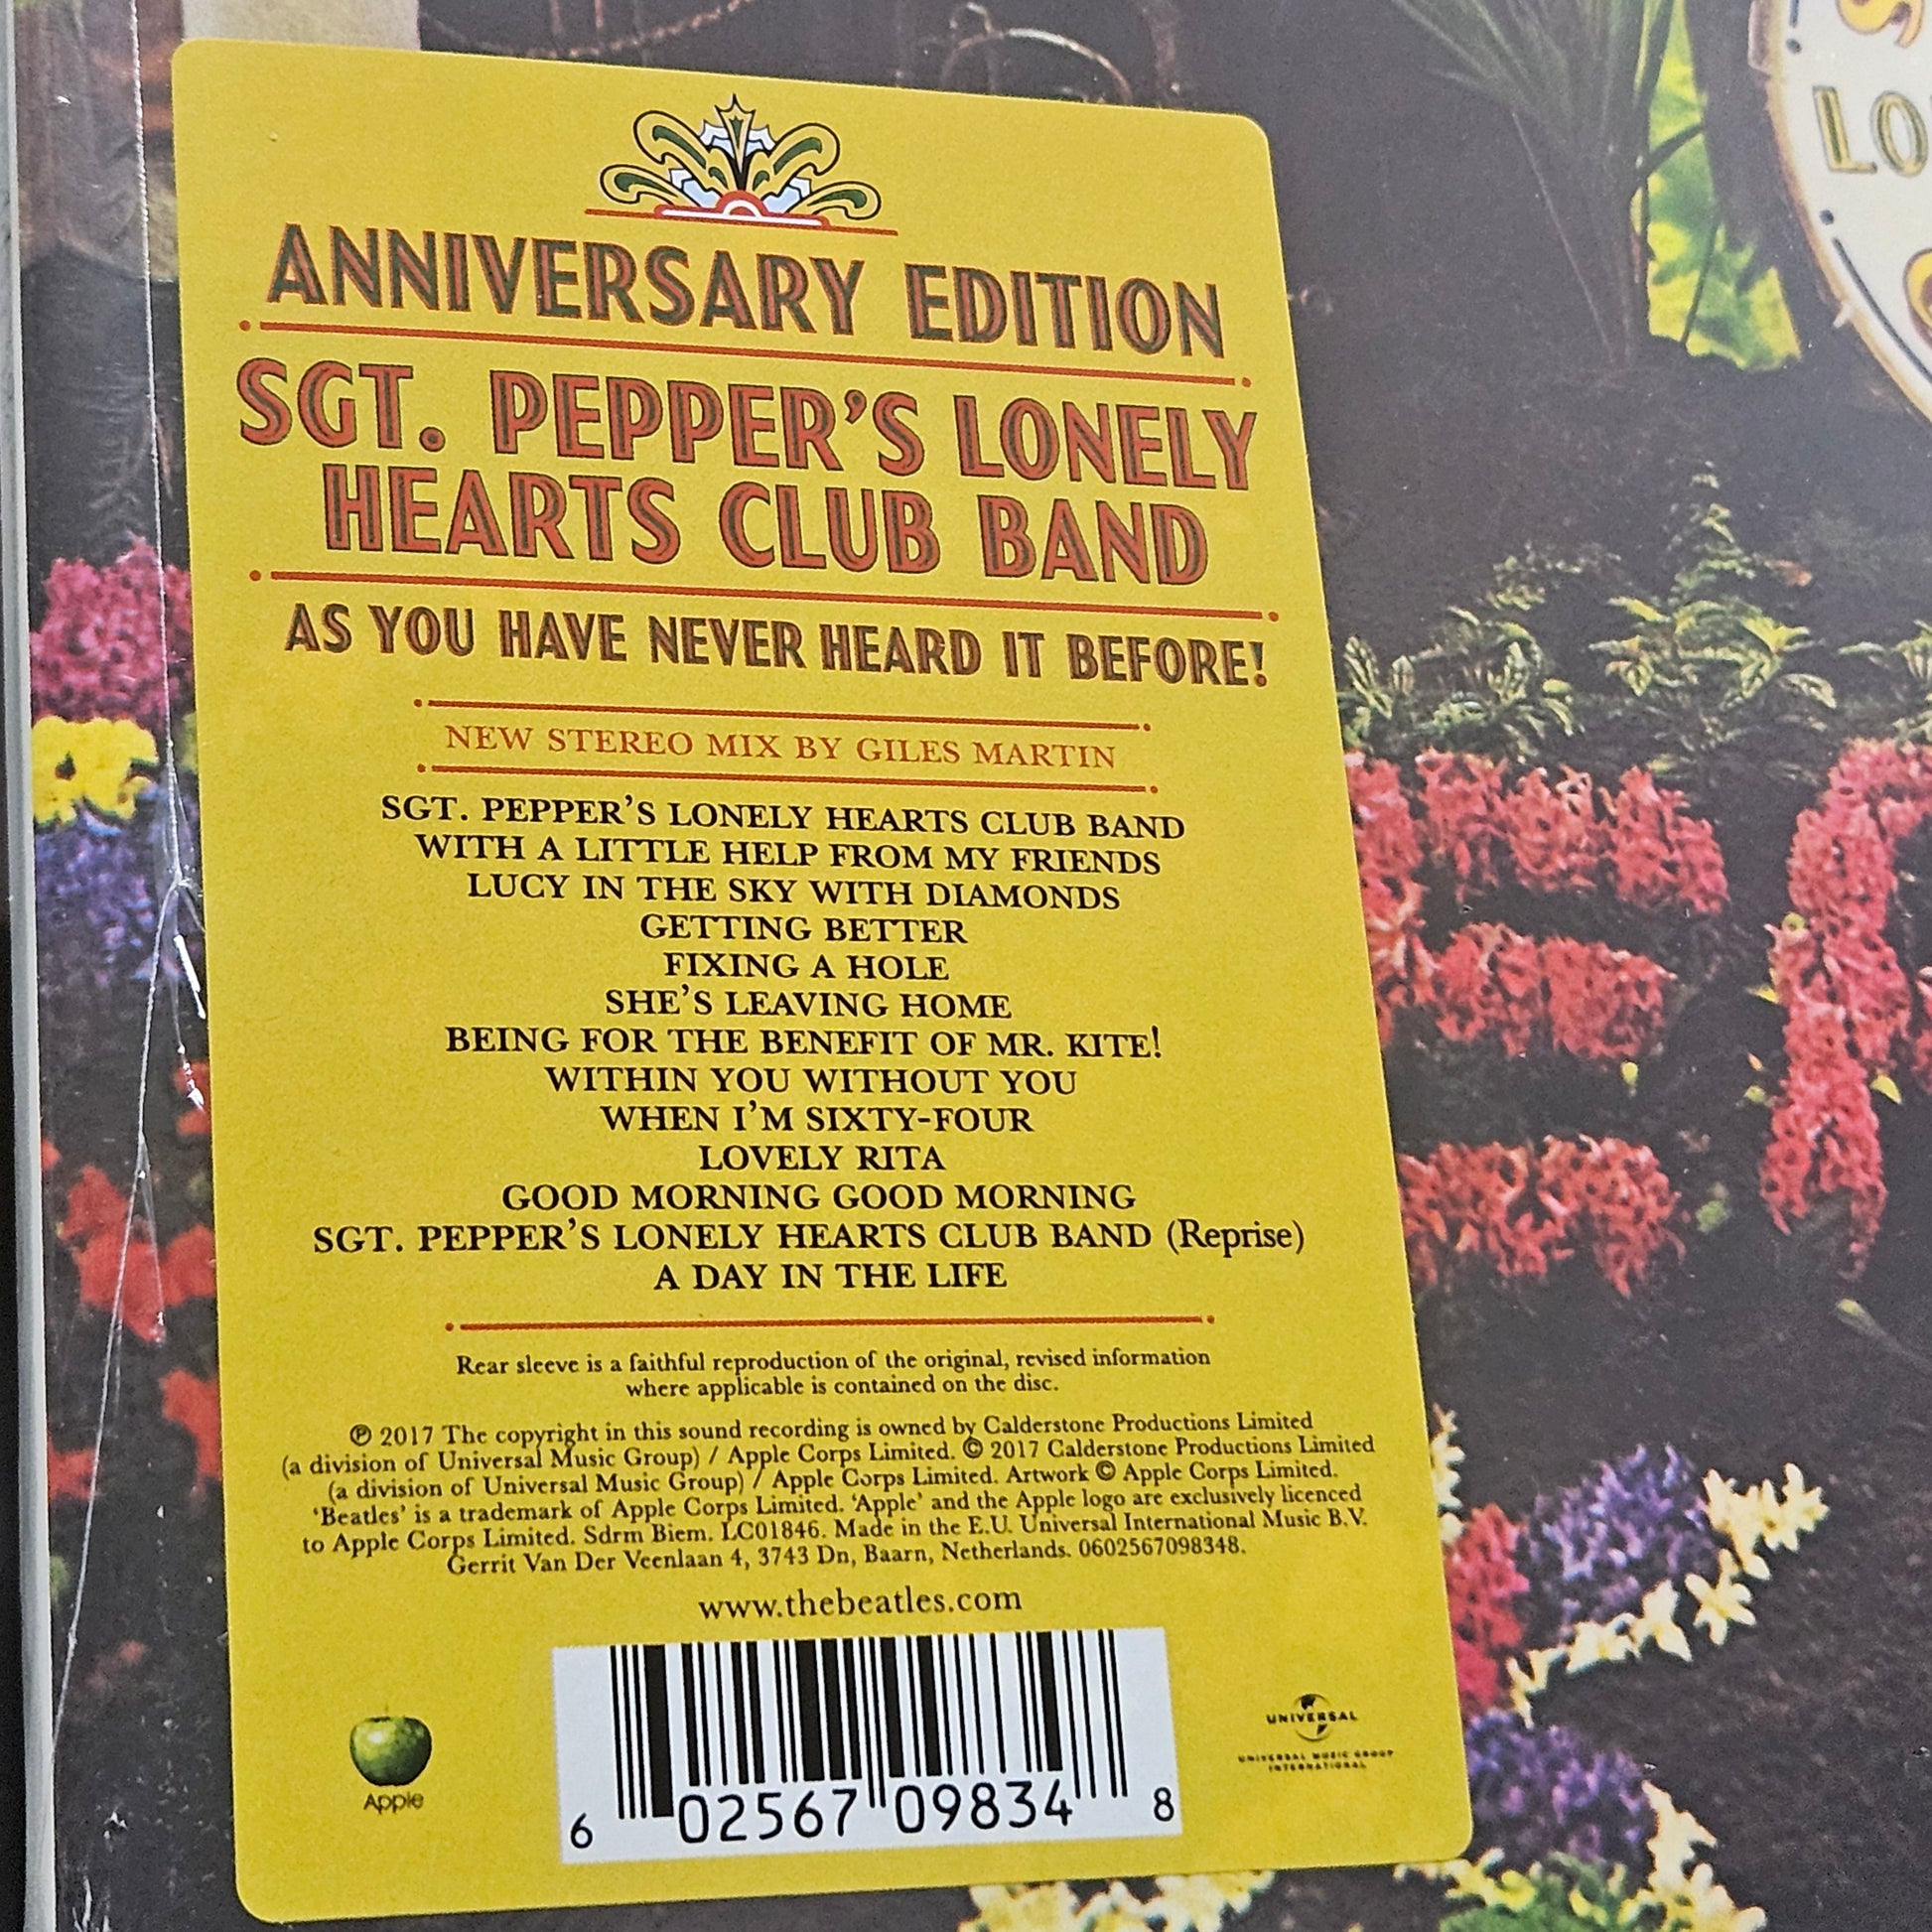 ANNIVERSARY EDITION
SGT. PEPPER'S LONELY
HEARTS CLUB BAND
AS YOU HAVE NEVER HEARD IT BEFORE!
NEW STEREO MIX BY GILES MARTIN
SGT. PEPPER'S LONELY HEARTS CLUB BAND
WITH A LITTLE HELP FROM MY FRIENDS
LUCY IN THE SKY WITH DIAMONDS
GETTING BETTER
FIXING A HOLE
SHE'S LEAVING HOME
BEING FOR THE BENEFIT OF MR. KITE!
WITHIN YOU WITHOUT YOU
WHEN I'M SIXTY-FOUR
LOVELY RITA
GOOD MORNING GOOD MORNING
SGT. PEPPER'S LONELY HEARTS CLUB BAND (Reprise)
A DAY IN THE LIFE
Rear sleeve is a faithful reproduction of the original, revised information
where applicable is contained on the disc.
℗ 2017 The copyright in this sound recording is owned by Calderstone Productions Limited
(a division of Universal Music Group) / Apple Corps Limited. © 2017 Calderstone Productions Limited
(a division of Universal Music Group) / Apple Corps Limited. Artwork © Apple Corps Limited.
'Beatles' is a trademark of Apple Corps Limited. 'Apple' and the Apple logo are exclusively licenced
to Apple Corps Limited. Sdrm Biem. LC01846. Made in the E.U. Universal International Music B.V.
Gerrit Van Der Veenlaan 4, 3743 Dn, Baarn, Netherlands. 0602567098348.
www.thebeatles.com
Apple
6 02567 09834 8
UNIVERSAL
UNIVERSAL MUSIC GROUP
INTERNATIONAL
LO